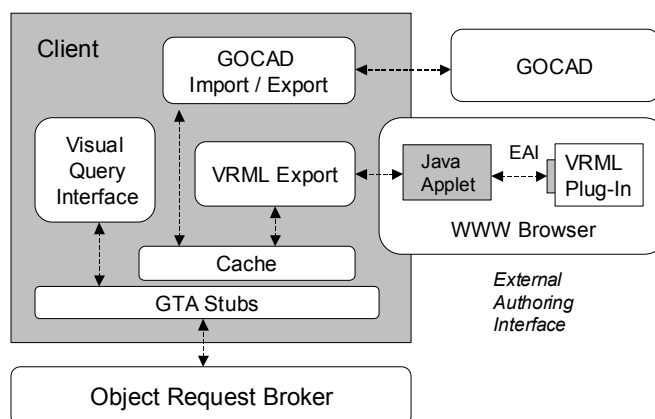 Client
GOCAD
Import / Export
GOCAD
Visual
Query
Interface
VRML Export
Java
Applet
EAI
VRML
Plug-In
WWW Browser
Cache
GTA Stubs
External
Authoring
Interface
Object Request Broker